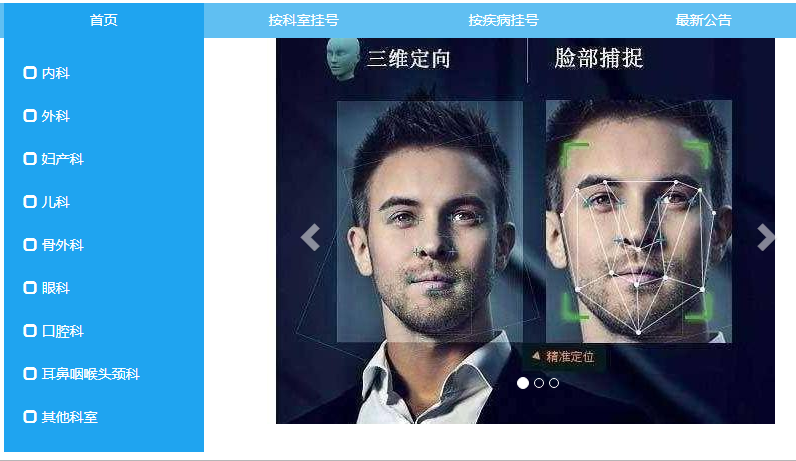 首页
按科室挂号
按疾病挂号
最新公告
内科
外科
妇产科
儿科
骨外科
眼科
口腔科
耳鼻咽喉头颈科
其他科室
三维定向
脸部捕捉
精准定位